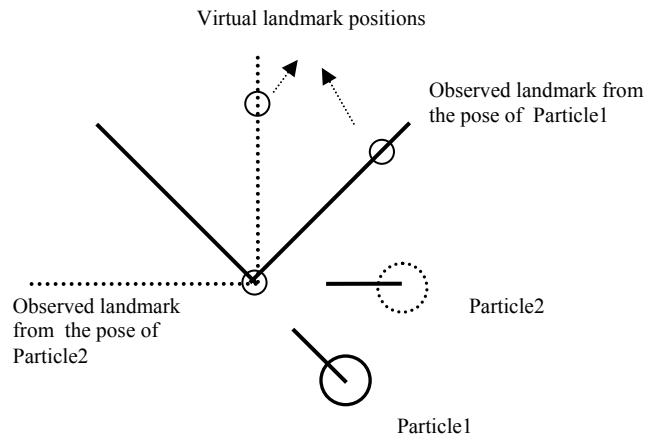 Virtual landmark positions
Observed landmark from
the pose of Particle1
Observed landmark
from the pose of
Particle2
Particle2
Particle1